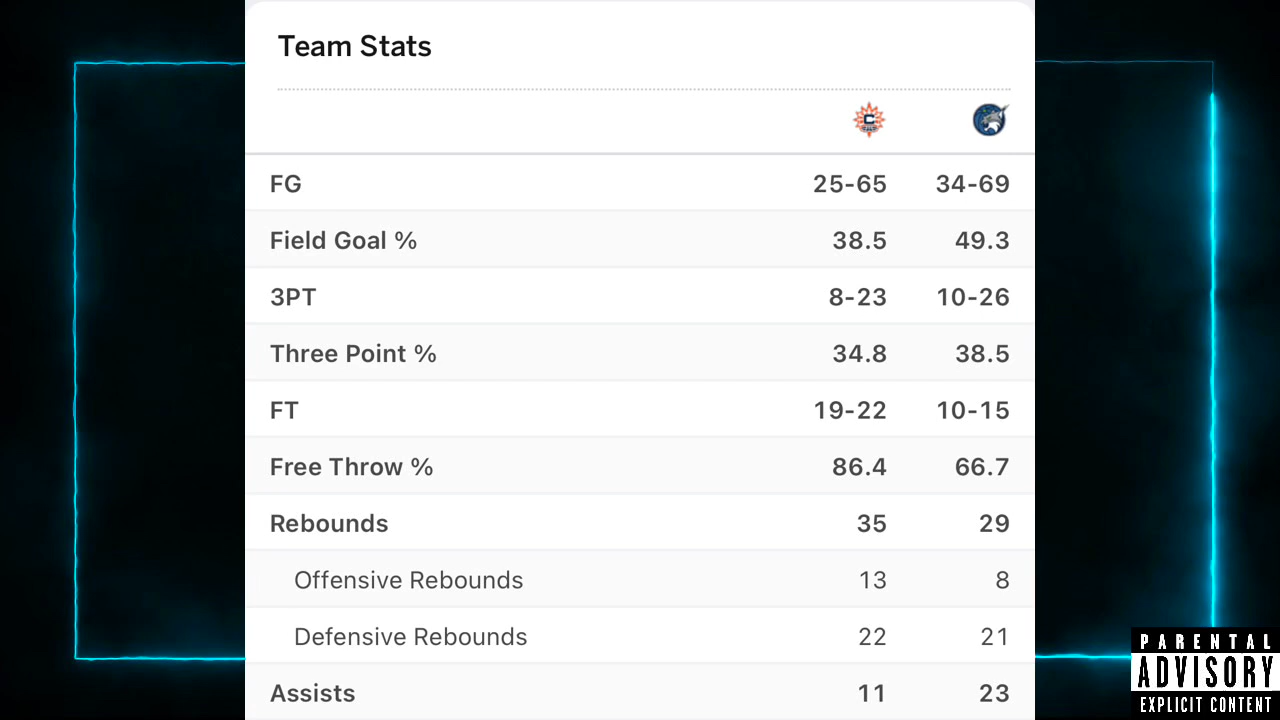 Team Stats
C
FG 25-65 34-69
Field Goal % 38.5 49.3
3PT 8-23 10-26
Three Point % 34.8 38.5
FT 19-22 10-15
Free Throw % 86.4 66.7
Rebounds 35 29
Offensive Rebounds 13 8
Defensive Rebounds 22 21
Assists 11 23
PARENTAL
ADVISORY
EXPLICIT CONTENT